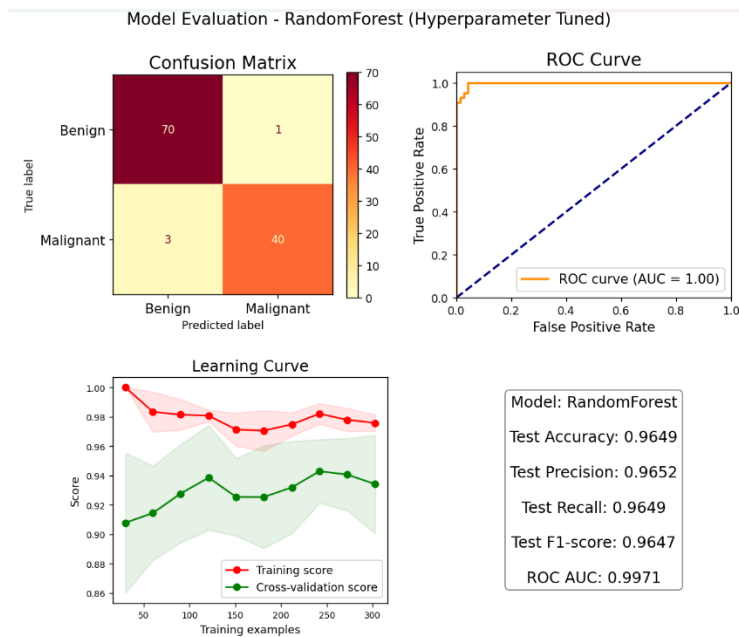 Model Evaluation - RandomForest (Hyperparameter Tuned)
Confusion Matrix
True label
Benign
Malignant
70
1
3
40
Benign
Malignant
Predicted label
70
60
50
40
30
20
10
0
ROC Curve
True Positive Rate
1.0
0.8
0.6
0.4
0.2
0.0
ROC curve (AUC = 1.00)
0.0
0.2
0.4
0.6
0.8
1.0
False Positive Rate
Learning Curve
Score
1.00
0.98
0.96
0.94
0.92
0.90
0.88
0.86
Training score
Cross-validation score
50
100
150
200
250
300
Training examples
Model: RandomForest
Test Accuracy: 0.9649
Test Precision: 0.9652
Test Recall: 0.9649
Test F1-score: 0.9647
ROC AUC: 0.9971